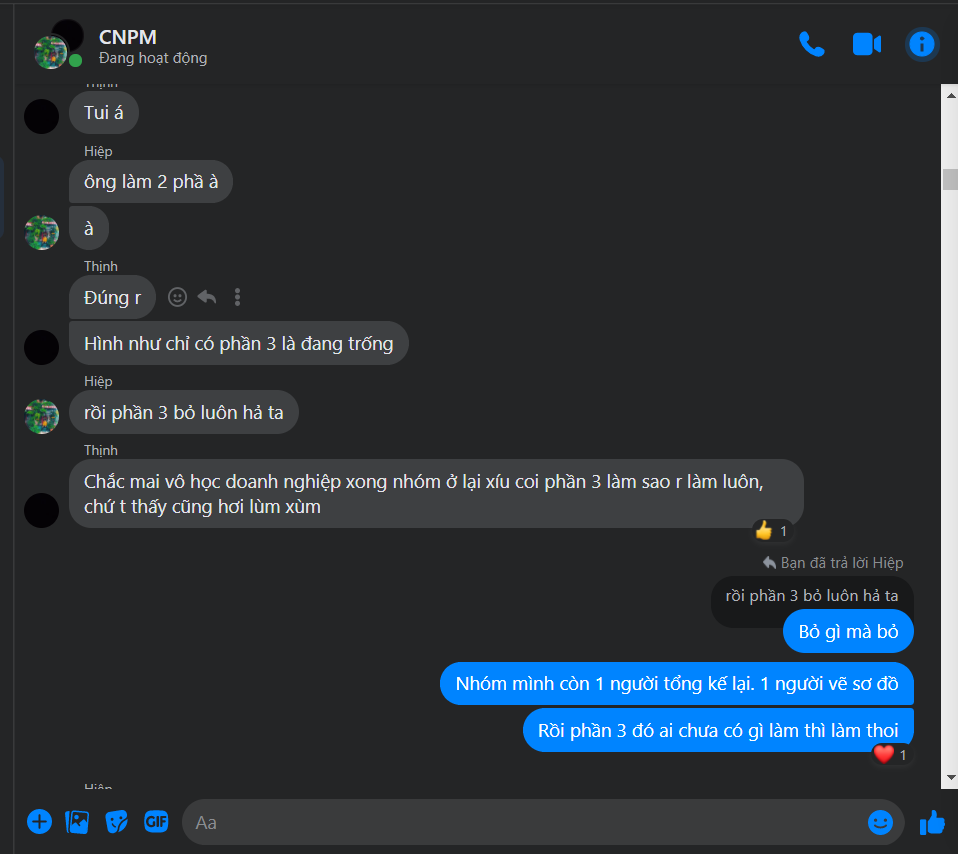 CNPM
Đang hoạt động
Thịnh
Tui á
Hiệp
ông làm 2 phầ à
à
Thịnh
Đúng r
Hình như chỉ có phần 3 là đang trống
Hiệp
rồi phần 3 bỏ luôn hả ta
Thịnh
Chắc mai vô học doanh nghiệp xong nhóm ở lại xíu coi phần 3 làm sao r làm luôn,
chứ t thấy cũng hơi lùm xùm
1
Bạn đã trả lời Hiệp
rồi phần 3 bỏ luôn hả ta
Bỏ gì mà bỏ
Nhóm mình còn 1 người tổng kế lại. 1 người vẽ sơ đồ
Rồi phần 3 đó ai chưa có gì làm thì làm thoi
1
Hiệp
GIF
Aa